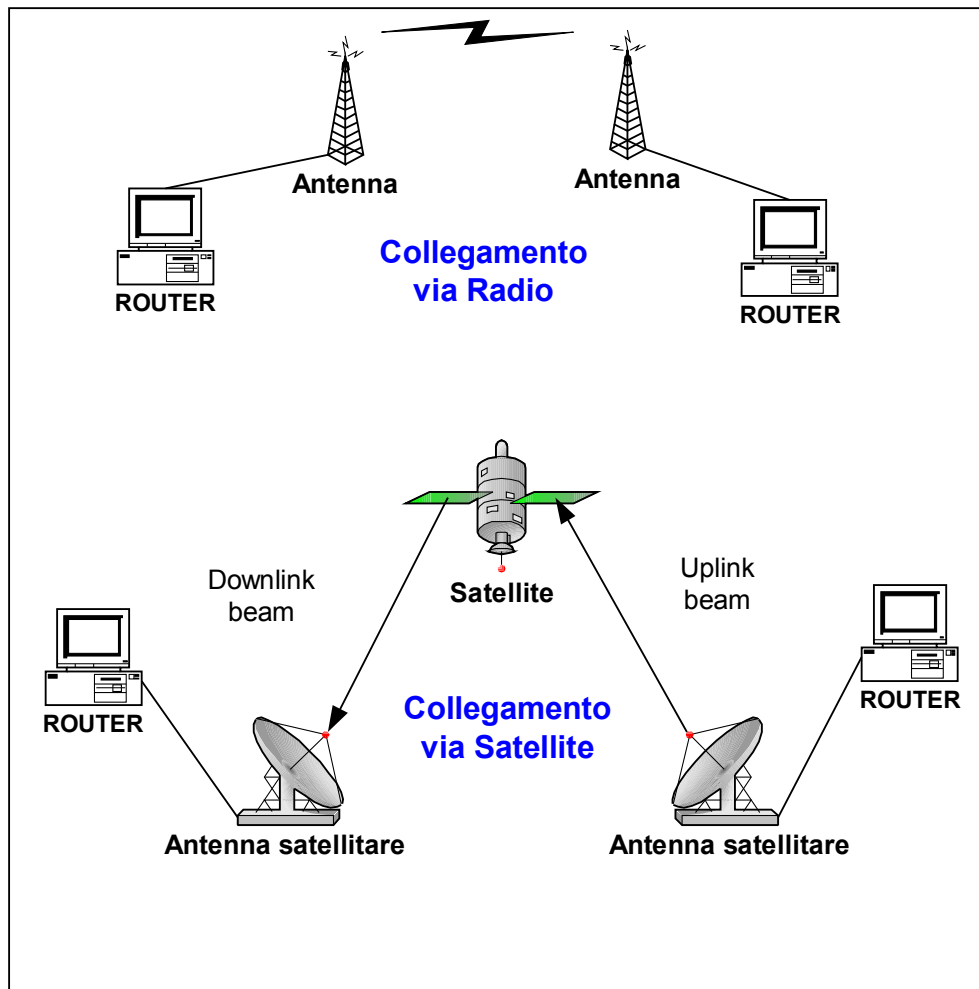 Antenna
Antenna
ROUTER
Collegamento
via Radio
ROUTER
Downlink
beam
Satellite
Uplink
beam
ROUTER
Collegamento
via Satellite
ROUTER
Antenna satellitare
Antenna satellitare